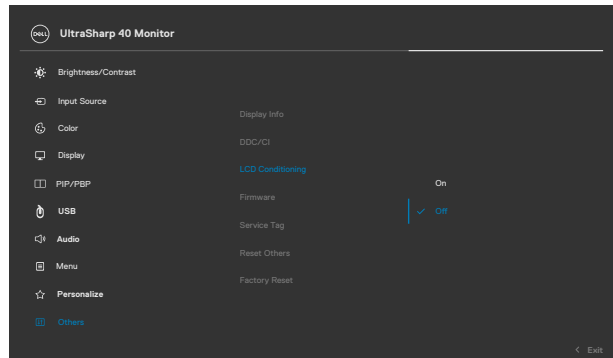 DELL UltraSharp 40 Monitor
Brightness/Contrast
Input Source
Color
Display
PIP/PBP
USB
Audio
Menu
Personalize
Others
Display Info
DDC/CI
LCD Conditioning
Firmware
Service Tag
Reset Others
Factory Reset
On
Off
Exit